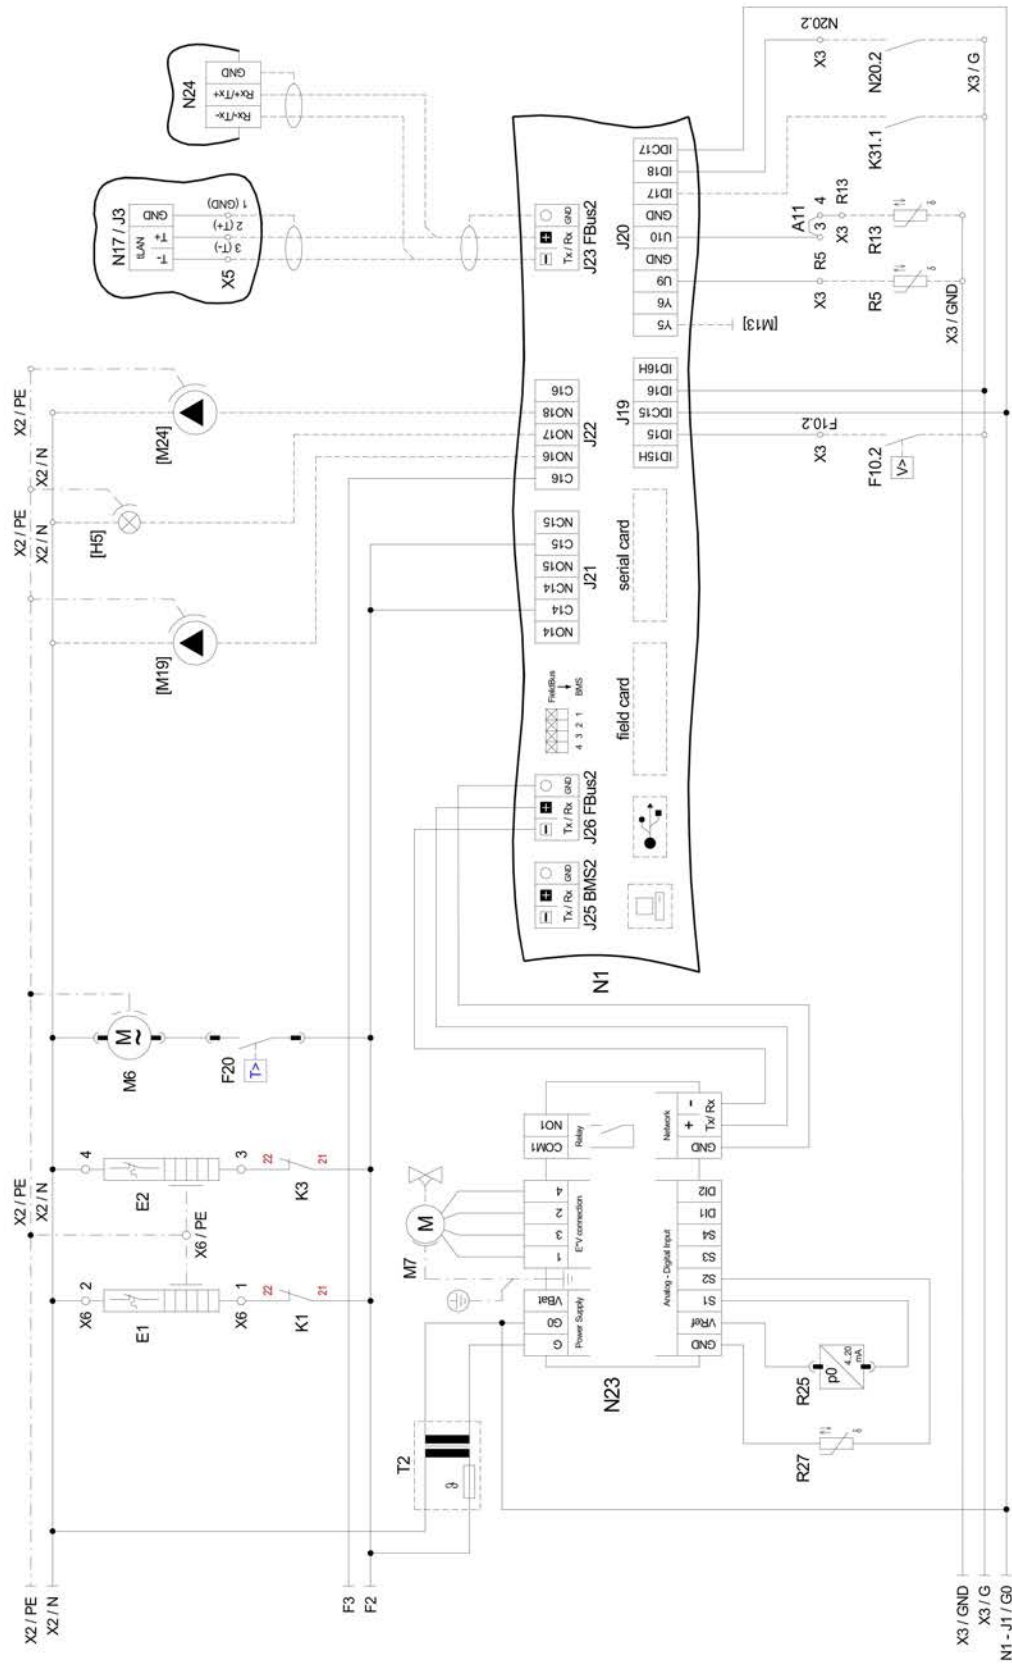 X2 / PE
X2 / N
F3
F2
X3 / GND
X3 / G
N1 - J1 / G0
T2
ϑ
X6 2
E1
X6 1
22
K1
21
X2 / PE
X2 / N
4
E2
3
22
K3
21
X6 / PE
M
~
M6
F20
T>
M7
M
N23
G
G0
VBat
Power Supply
1
3
2
4
E*V connection
COM1
NO1
Relay
GND
VRef
S1
S2
S3
S4
DI1
DI2
Analog - Digital Input
GND
+
-
Tx/ Rx
Network
R25
p0
4..20
mA
R27
N1
Tx / Rx
GND
J25 BMS2
Tx / Rx
GND
J26 FBus2
4 3 2 1
FieldBus
BMS
field card
serial card
NO14
C14
NC14
NO15
C15
NC15
J21
C16
NO16
NO17
NO18
C16
J22
Tx / Rx
GND
J23 FBus2
ID15H
ID15
IDC15
ID16
ID16H
J19
Y5
Y6
U9
GND
U10
GND
ID17
ID18
IDC17
J20
[M19]
[H5]
[M24]
X2 / PE
X2 / N
X2 / PE
X2 / N
N17 / J3
tLAN
T-
T+
GND
3 (T-)
2 (T+)
1 (GND)
X5
N24
Rx-/Tx-
Rx+/Tx+
GND
[M13]
F10.2
X3
F10.2
V>
X3
R5
R5
X3 / GND
A11
3 4
X3 R13
R13
K31.1
N20.2
X3
N20.2
X3 / G